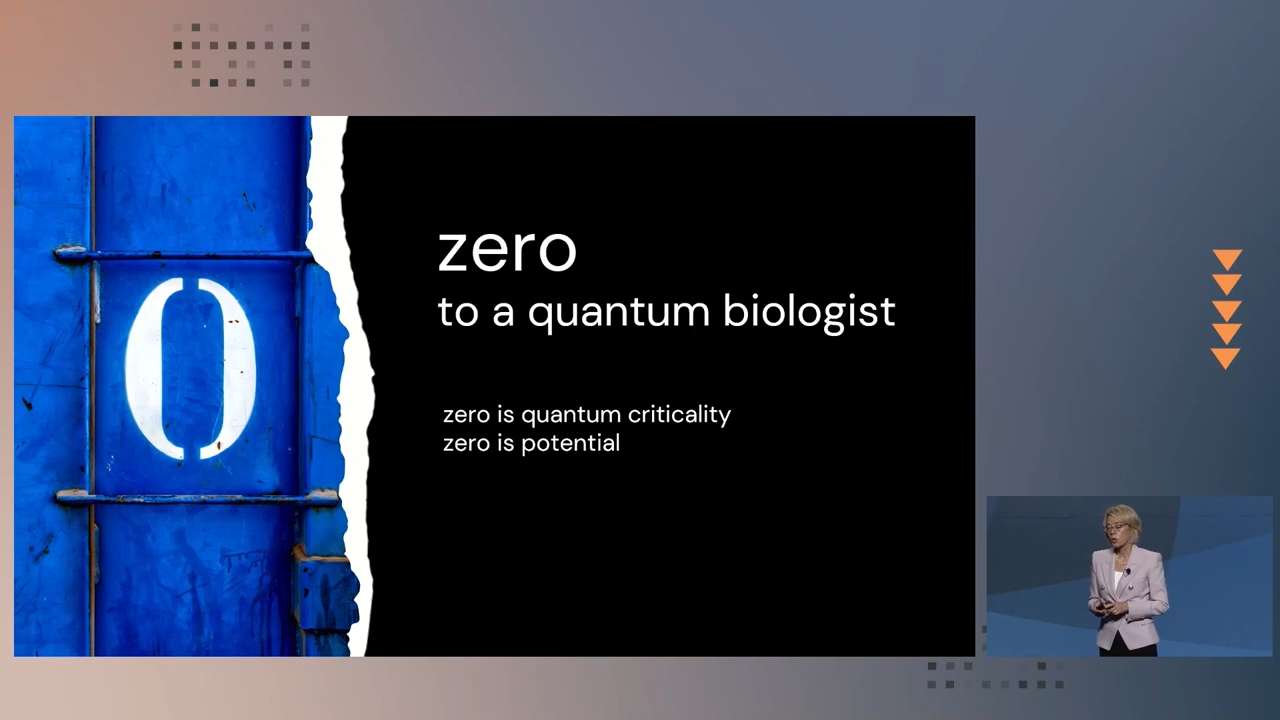 0
zero
to a quantum biologist
zero is quantum criticality
zero is potential